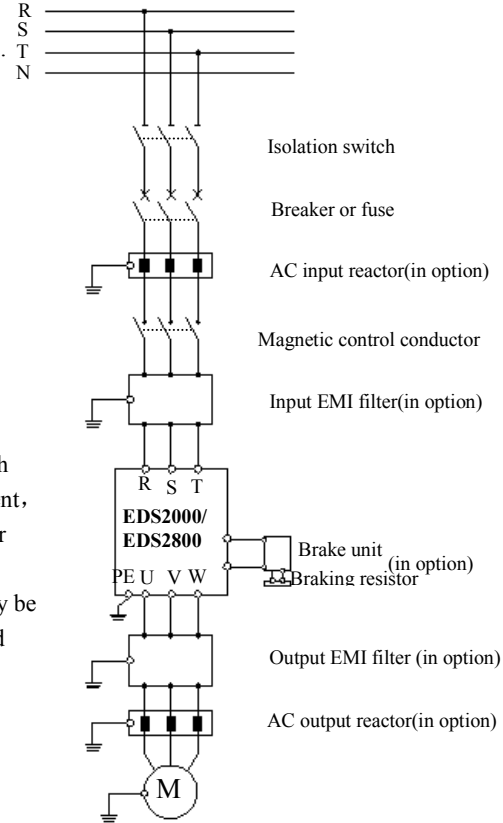 R
S
. T
N
Isolation switch
Breaker or fuse
AC input reactor(in option)
Magnetic control conductor
Input EMI filter(in option)
R S T
EDS2000/
EDS2800
Brake unit (in option)
Braking resistor
PE U V W
h
nt，
r
y be
d
Output EMI filter (in option)
AC output reactor(in option)
M